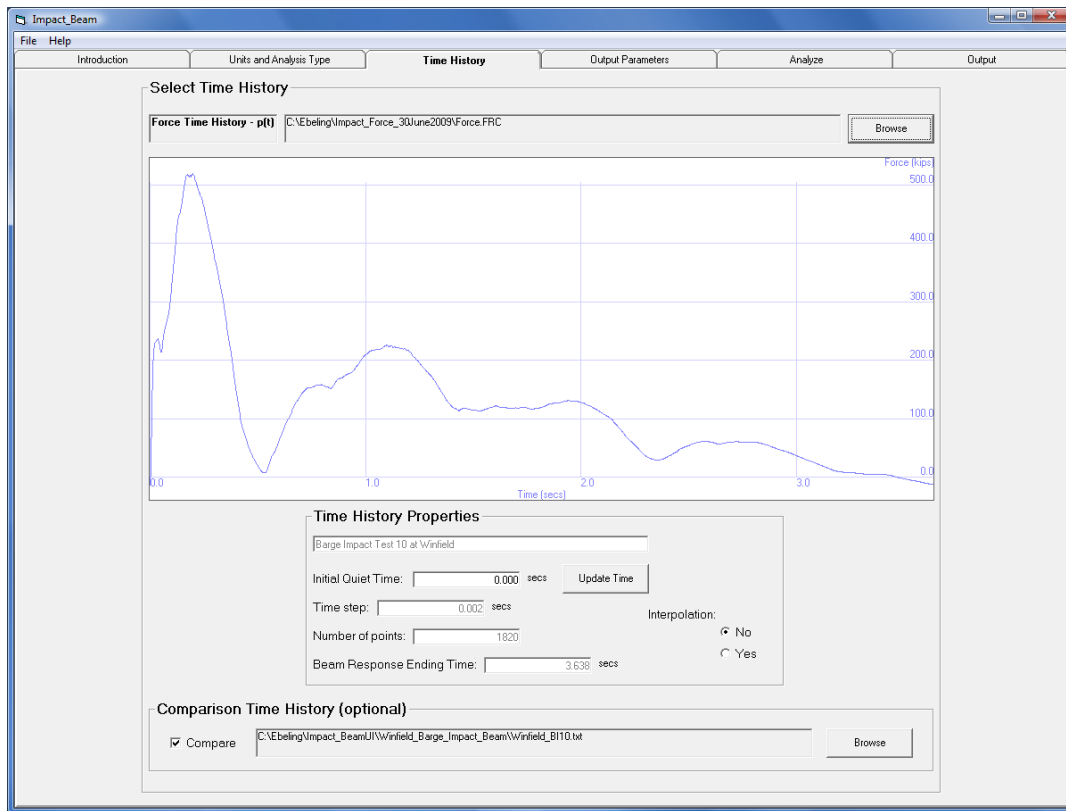 Impact_Beam
File Help
Introduction Units and Analysis Type Time History Output Parameters Analyze Output
Select Time History
Force Time History - p(t) C:\Ebeling\Impact_Force_30June2009\Force.FRC Browse
Force (kips)
500.0
400.0
300.0
200.0
100.0
0.0
0.0 1.0 2.0 3.0
Time (secs)
Time History Properties
Barge Impact Test 10 at Winfield
Initial Quiet Time: 0.000 secs Update Time
Time step: 0.002 secs
Interpolation:
No
Number of points: 1820
Yes
Beam Response Ending Time: 3.638 secs
Comparison Time History (optional)
Compare C:\Ebeling\Impact_BeamUI\Winfield_Barge_Impact_Beam\Winfield_BI10.txt Browse